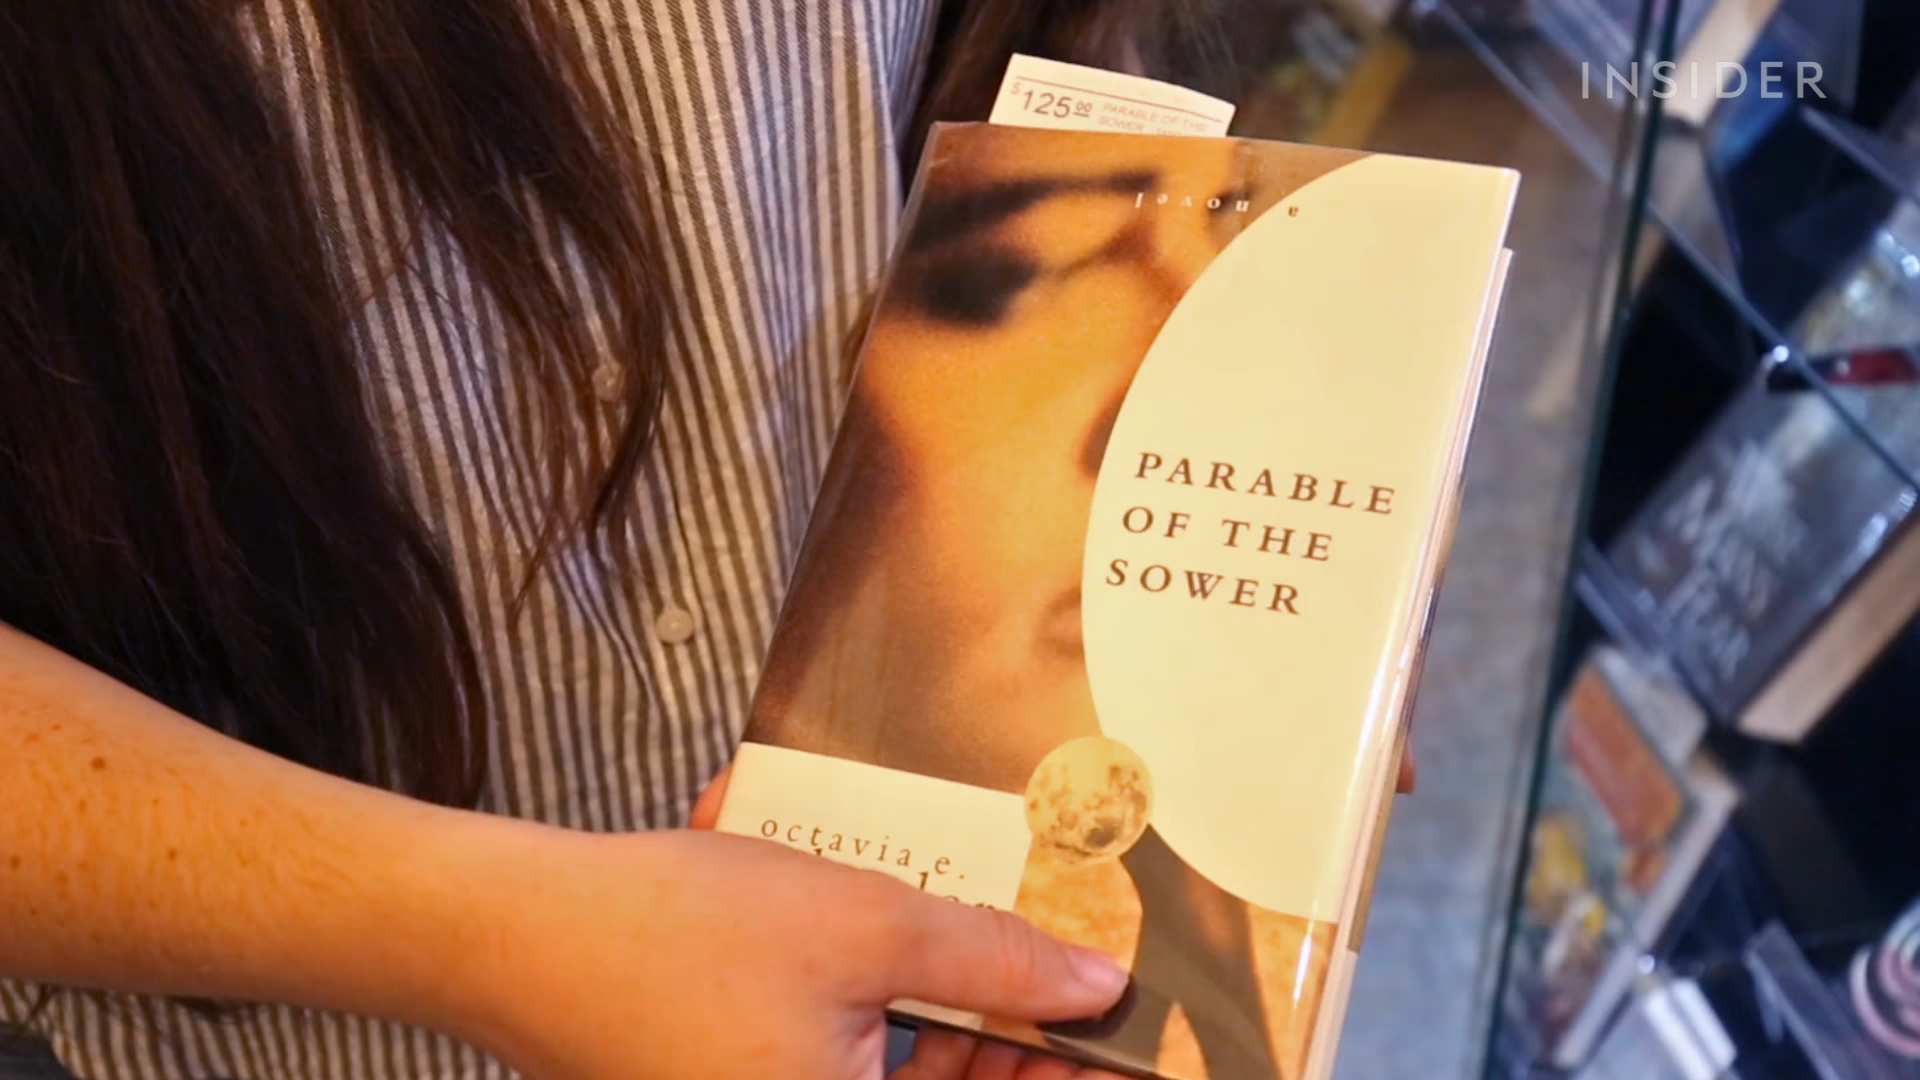 INSIDER
$125.00
PARABLE OF THE
SOWER
a novel
PARABLE
OF THE
SOWER
octavia e.